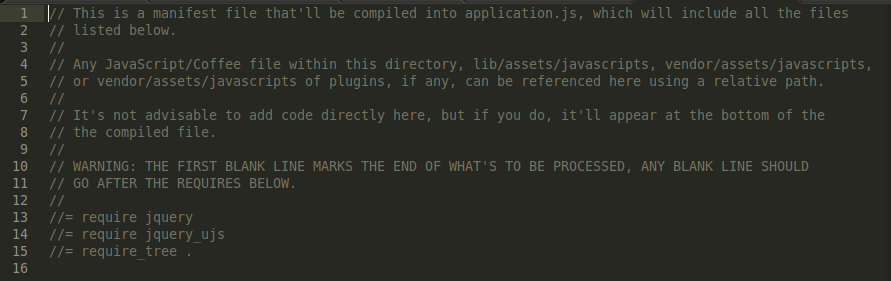 1 // This is a manifest file that'll be compiled into application.js, which will include all the files
2 // listed below.
3 //
4 // Any JavaScript/Coffee file within this directory, lib/assets/javascripts, vendor/assets/javascripts,
5 // or vendor/assets/javascripts of plugins, if any, can be referenced here using a relative path.
6 //
7 // It's not advisable to add code directly here, but if you do, it'll appear at the bottom of the
8 // the compiled file.
9 //
10 // WARNING: THE FIRST BLANK LINE MARKS THE END OF WHAT'S TO BE PROCESSED, ANY BLANK LINE SHOULD
11 // GO AFTER THE REQUIRES BELOW.
12 //
13 //= require jquery
14 //= require jquery_ujs
15 //= require_tree .
16